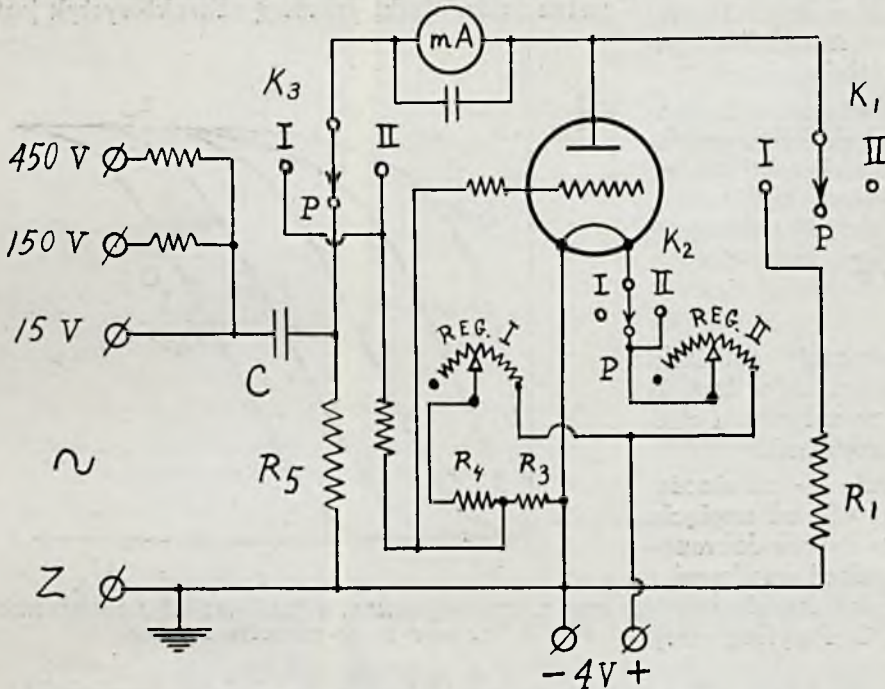 mA
K3
K1
I
II
I
II
450 V
P
P
150 V
K2
I
II
15 V
REG. I
REG. II
P
C
~
R5
R4
R3
R1
Z
- 4V +